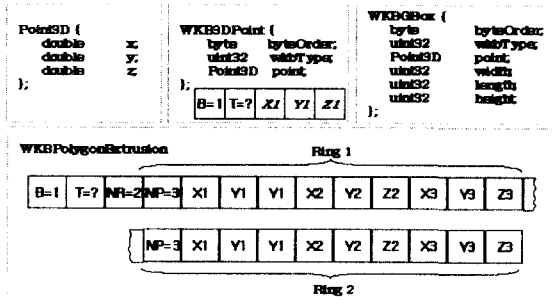 Point3D {
double x;
double y;
double z;
};
WKB3DPoint {
byte byteOrder;
uint32 wkbType;
Point3D point;
};
B=1 T=? X1 Y1 Z1
WKBGBox {
byte byteOrder;
uint32 wkbType;
Point3D point;
uint32 width;
uint32 length;
uint32 height;
};
WKBPolygonExtrusion
Ring 1
B=1 T=? NR=2 NP=3 X1 Y1 Y1 X2 Y2 Z2 X3 Y3 Z3
NP=3 X1 Y1 Y1 X2 Y2 Z2 X3 Y3 Z3
Ring 2